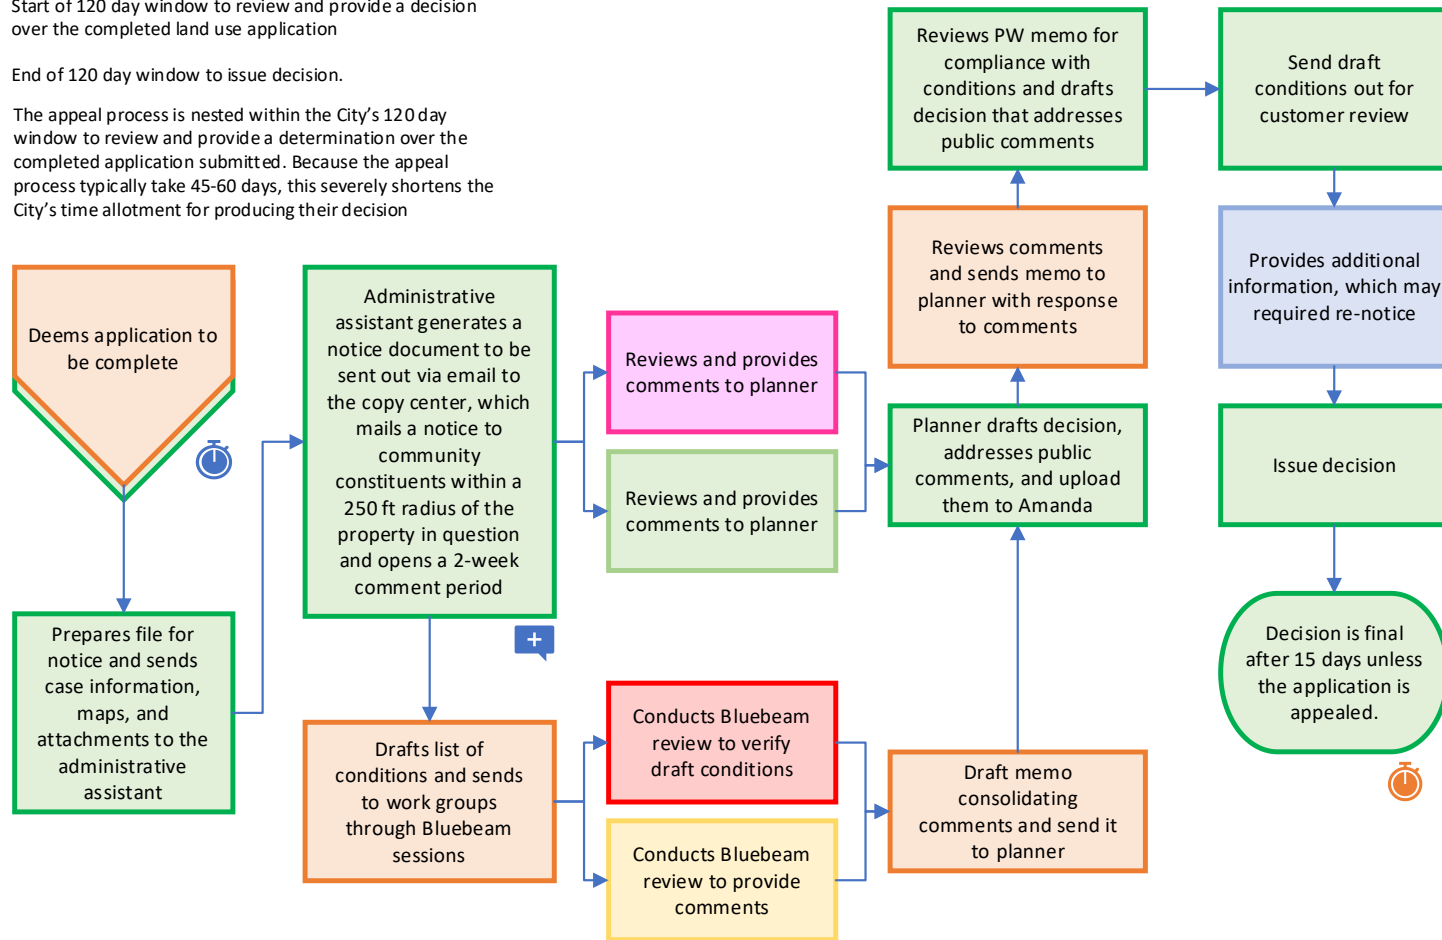 Start of 120 day window to review and provide a decision
over the completed land use application
End of 120 day window to issue decision.
The appeal process is nested within the City's 120 day
window to review and provide a determination over the
completed application submitted. Because the appeal
process typically take 45-60 days, this severely shortens the
City's time allotment for producing their decision
Deems application to
be complete
Prepares file for
notice and sends
case information,
maps, and
attachments to the
administrative
assistant
Administrative
assistant generates a
notice document to be
sent out via email to
the copy center, which
mails a notice to
community
constituents within a
250 ft radius of the
property in question
and opens a 2-week
comment period
Drafts list of
conditions and sends
to work groups
through Bluebeam
sessions
Reviews and provides
comments to planner
Reviews and provides
comments to planner
Conducts Bluebeam
review to verify
draft conditions
Conducts Bluebeam
review to provide
comments
Draft memo
consolidating
comments and send it
to planner
Planner drafts decision,
addresses public
comments, and upload
them to Amanda
Reviews comments
and sends memo to
planner with response
to comments
Reviews PW memo for
compliance with
conditions and drafts
decision that addresses
public comments
Send draft
conditions out for
customer review
Provides additional
information, which may
required re-notice
Issue decision
Decision is final
after 15 days unless
the application is
appealed.